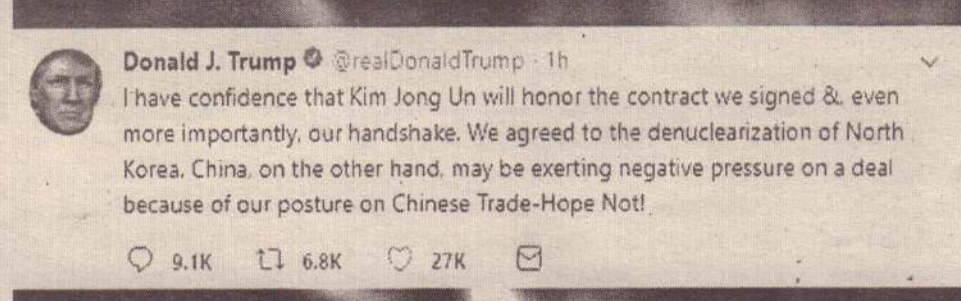 Donald J. Trump @realDonaldTrump · 1h
I have confidence that Kim Jong Un will honor the contract we signed &, even
more importantly, our handshake. We agreed to the denuclearization of North
Korea. China, on the other hand, may be exerting negative pressure on a deal
because of our posture on Chinese Trade-Hope Not!
9.1K 6.8K 27K